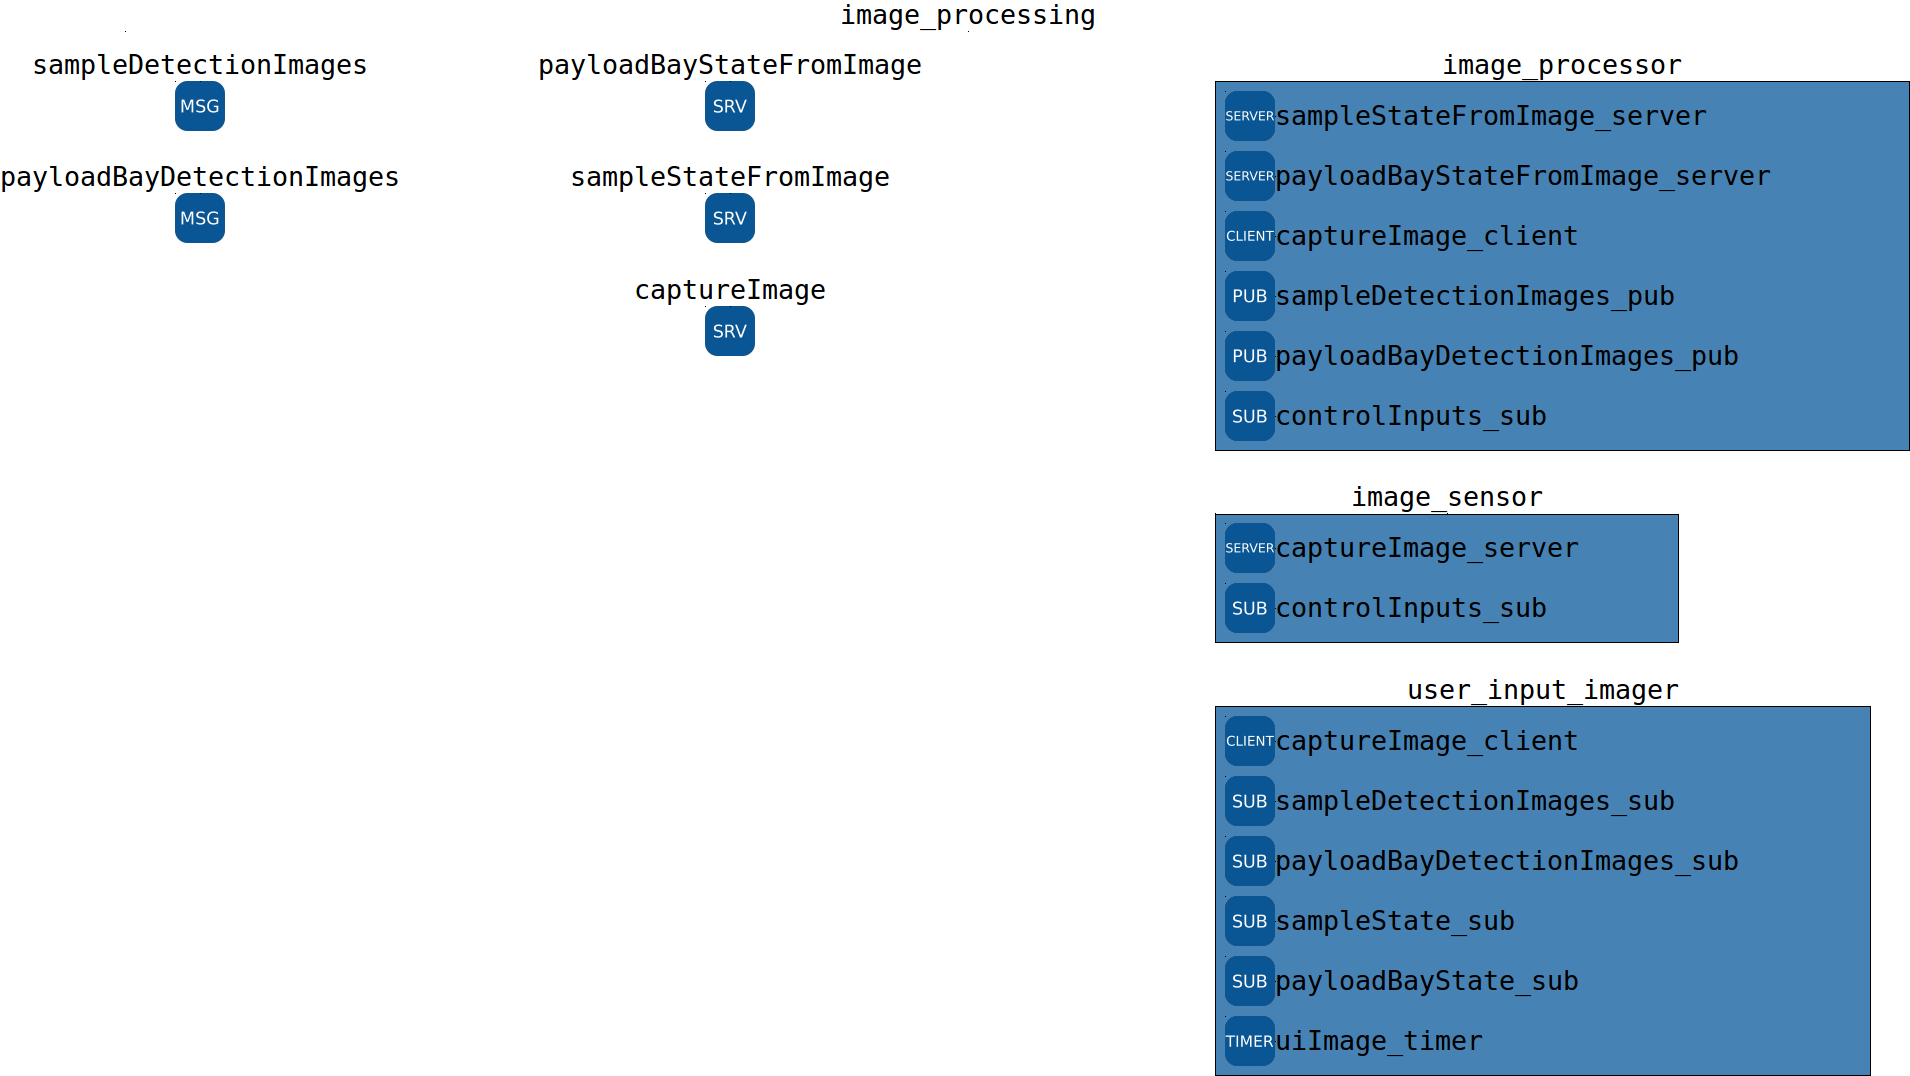 image_processing
sampleDetectionImages
MSG
payloadBayDetectionImages
MSG
payloadBayStateFromImage
SRV
sampleStateFromImage
SRV
captureImage
SRV
image_processor
SERVER sampleStateFromImage_server
SERVER payloadBayStateFromImage_server
CLIENT captureImage_client
PUB sampleDetectionImages_pub
PUB payloadBayDetectionImages_pub
SUB controlInputs_sub
image_sensor
SERVER captureImage_server
SUB controlInputs_sub
user_input_imager
CLIENT captureImage_client
SUB sampleDetectionImages_sub
SUB payloadBayDetectionImages_sub
SUB sampleState_sub
SUB payloadBayState_sub
TIMER uiImage_timer